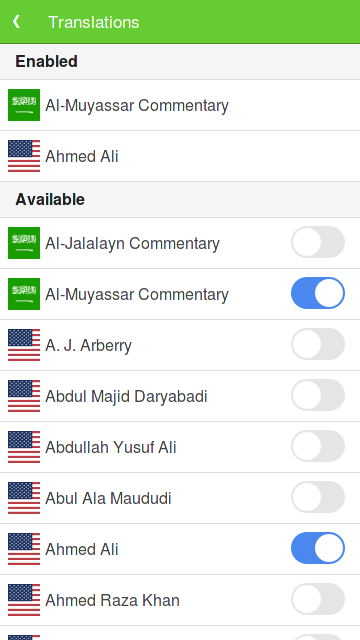 Translations
Enabled
Al-Muyassar Commentary
Ahmed Ali
Available
Al-Jalalayn Commentary
Al-Muyassar Commentary
A. J. Arberry
Abdul Majid Daryabadi
Abdullah Yusuf Ali
Abul Ala Maududi
Ahmed Ali
Ahmed Raza Khan